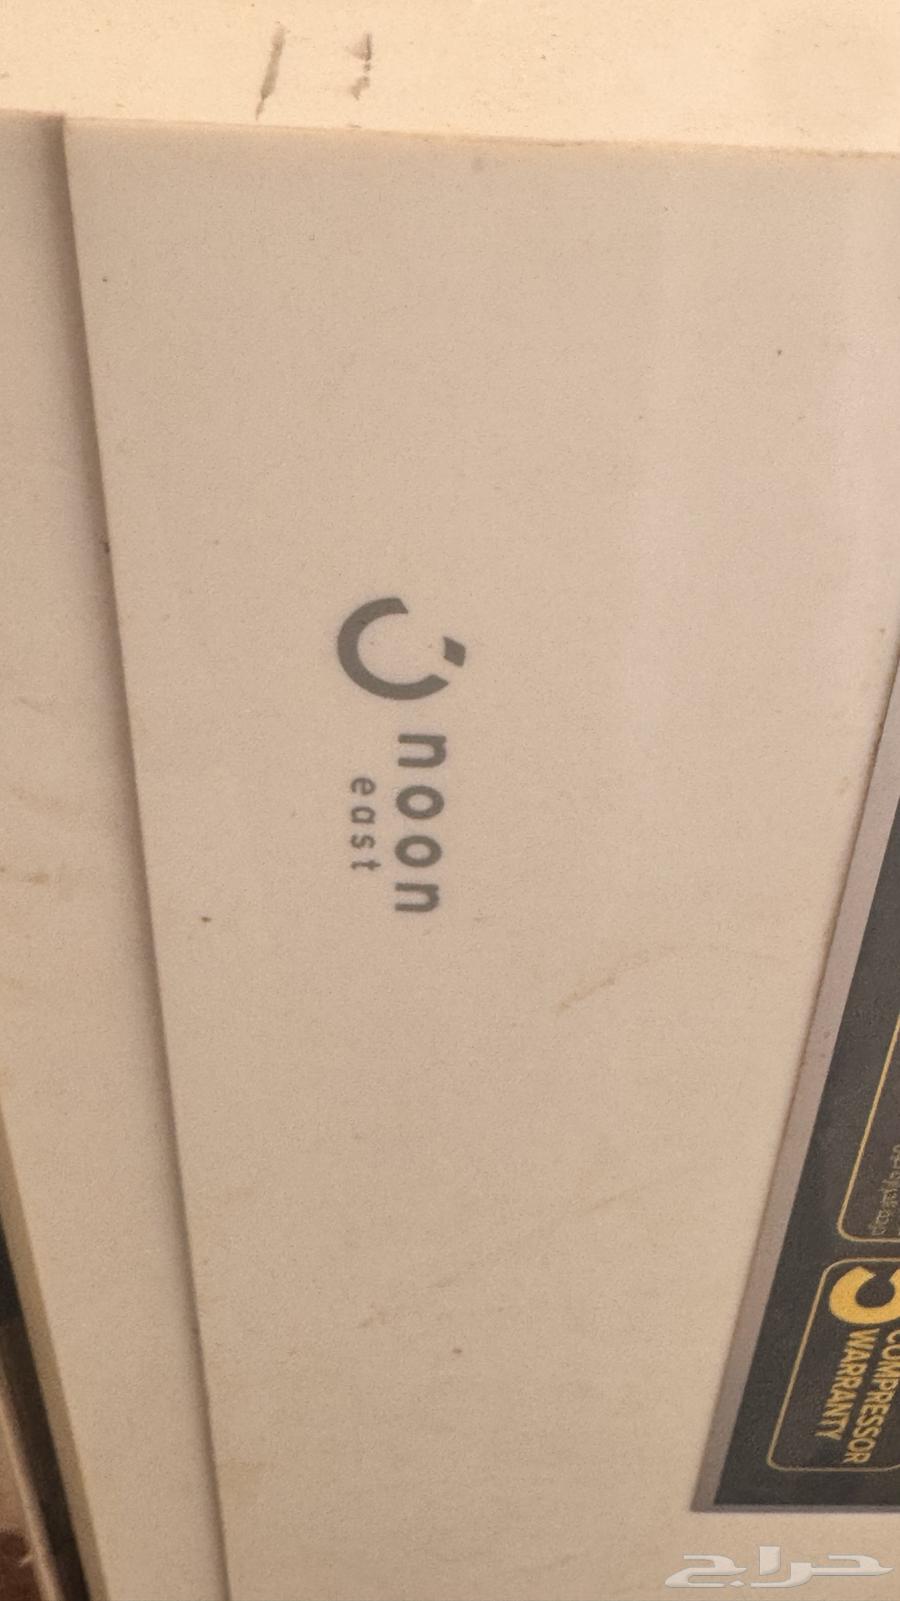 noon
east
COMPRESSOR
WARRANTY
حراج